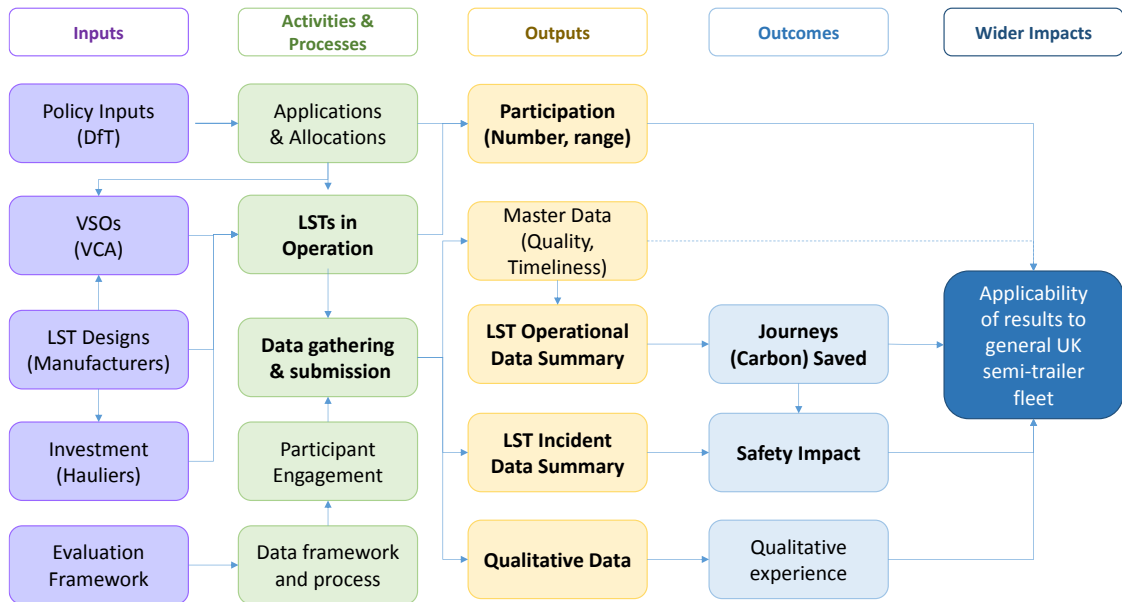 Inputs
Activities &
Processes
Outputs
Outcomes
Wider Impacts
Policy Inputs
(DfT)
Applications
& Allocations
Participation
(Number, range)
VSOs
(VCA)
LSTs in
Operation
Master Data
(Quality,
Timeliness)
LST Designs
(Manufacturers)
Data gathering
& submission
LST Operational
Data Summary
Journeys
(Carbon) Saved
Applicability
of results to
general UK
semi-trailer
fleet
Investment
(Hauliers)
Participant
Engagement
LST Incident
Data Summary
Safety Impact
Evaluation
Framework
Data framework
and process
Qualitative Data
Qualitative
experience